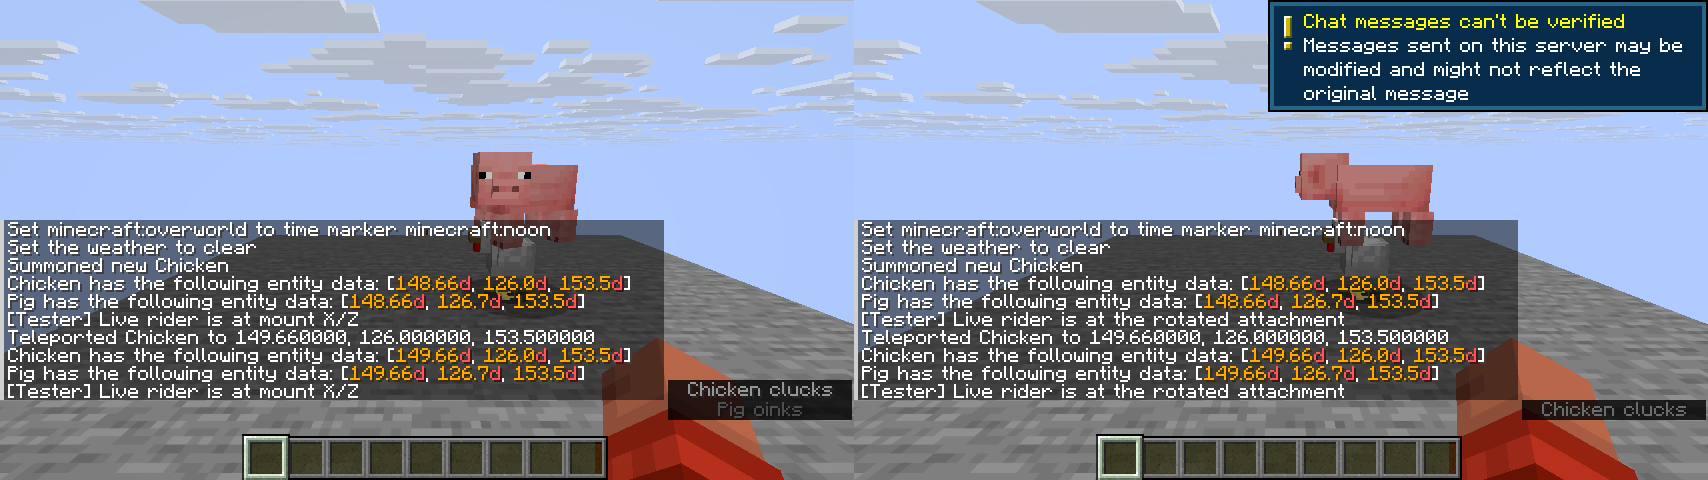 Set minecraft:overworld to time marker minecraft:noon
Set the weather to clear
Summoned new Chicken
Chicken has the following entity data: [148.66d, 126.0d, 153.5d]
Pig has the following entity data: [148.66d, 126.7d, 153.5d]
[Tester] Live rider is at mount X/Z
Teleported Chicken to 149.660000, 126.000000, 153.500000
Chicken has the following entity data: [149.66d, 126.0d, 153.5d]
Pig has the following entity data: [149.66d, 126.7d, 153.5d]
[Tester] Live rider is at mount X/Z
Chicken clucks
Pig oinks
Chat messages can't be verified
Messages sent on this server may be
modified and might not reflect the
original message
Set minecraft:overworld to time marker minecraft:noon
Set the weather to clear
Summoned new Chicken
Chicken has the following entity data: [148.66d, 126.0d, 153.5d]
Pig has the following entity data: [148.66d, 126.7d, 153.5d]
[Tester] Live rider is at the rotated attachment
Teleported Chicken to 149.660000, 126.000000, 153.500000
Chicken has the following entity data: [149.66d, 126.0d, 153.5d]
Pig has the following entity data: [149.66d, 126.7d, 153.5d]
[Tester] Live rider is at the rotated attachment
Chicken clucks